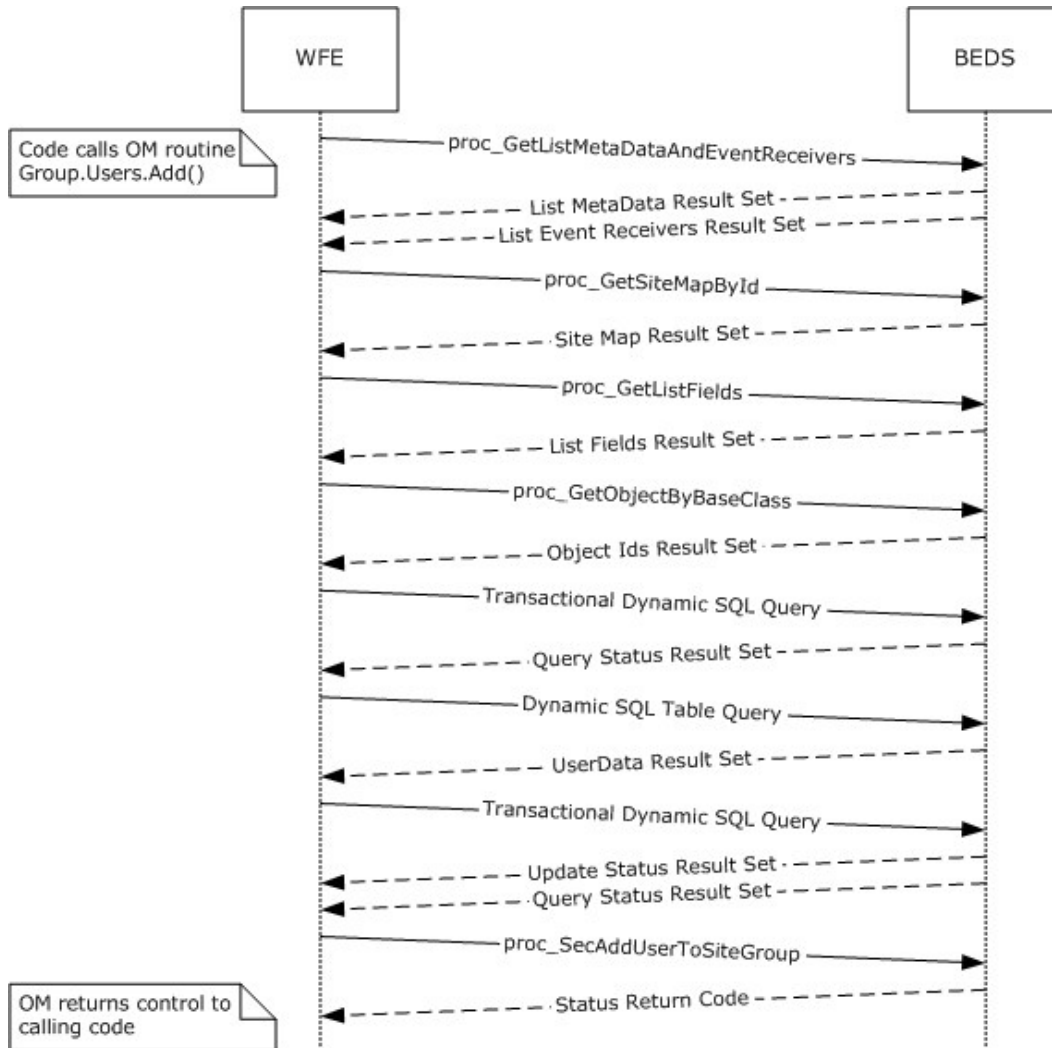 WFE
BEDS
Code calls OM routine
Group.Users.Add()
proc_GetListMetaDataAndEventReceivers
List MetaData Result Set
List Event Receivers Result Set
proc_GetSiteMapById
Site Map Result Set
proc_GetListFields
List Fields Result Set
proc_GetObjectByBaseClass
Object Ids Result Set
Transactional Dynamic SQL Query
Query Status Result Set
Dynamic SQL Table Query
UserData Result Set
Transactional Dynamic SQL Query
Update Status Result Set
Query Status Result Set
proc_SecAddUserToSiteGroup
Status Return Code
OM returns control to
calling code